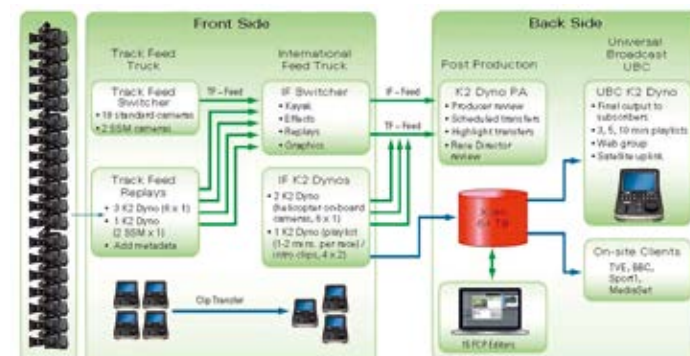 Front Side
Back Side
Track Feed
Truck
International
Feed Truck
Post Production
Universal
Broadcast
UBC
Track Feed
Switcher
• 19 standard cameras
• 2 SSM cameras
TF – Feed
IF Switcher
• Kayak
• Effects
• Replays
• Graphics
IF – Feed
TF – Feed
K2 Dyno PA
• Producer review
• Scheduled transfers
• Highlight transfers
• Race Director
review
UBC K2 Dyno
• Final output to
subscribers
• 3, 5, 10 min playlists
• Web group
• Satellite uplink
Track Feed
Replays
• 3 K2 Dyno (6 x 1)
• 1 K2 Dyno
(2 SSM x 1)
• Add metadata
IF K2 Dynos
• 2 K2 Dyno
(helicopter on-board
cameras, 6 x 1)
• 1 K2 Dyno (playlist
(1-2 mins. per race) /
intro clips, 4 x 2)
64 TB
On-site Clients
TVE, BBC,
Sport1,
MediaSet
Clip Transfer
15 FCP Editors